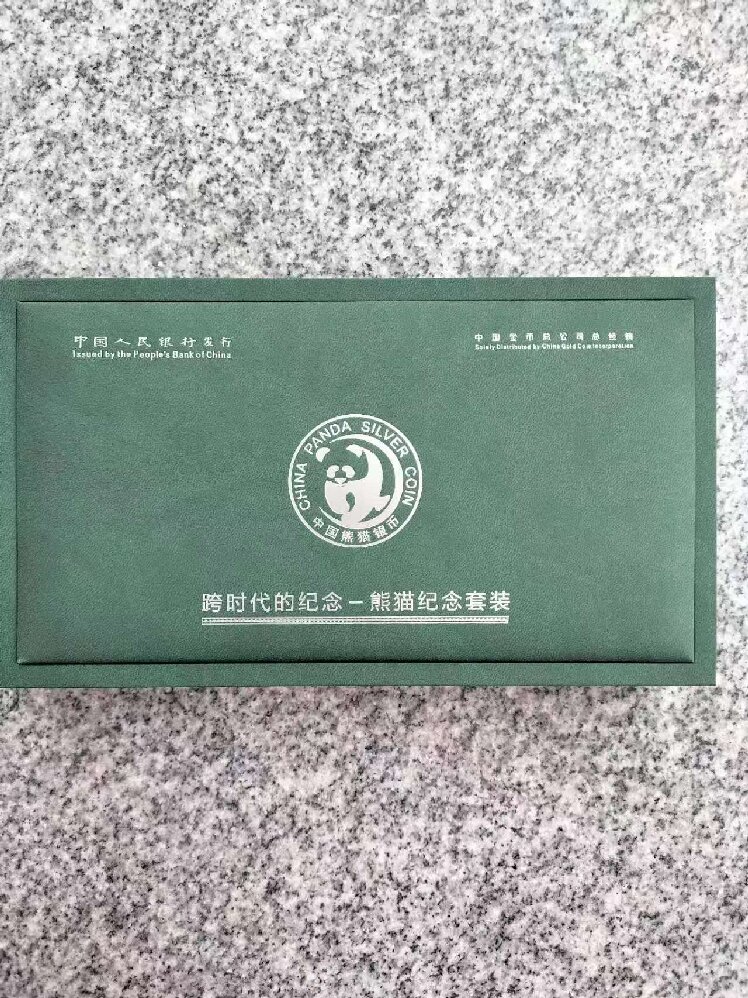 中国人民银行发行
Issued by the People's Bank of China
中国金币总公司总经销
Solely Distributed by China Gold Coin Incorporation
CHINA PANDA SILVER COIN
中国熊猫银币
跨时代的纪念－熊猫纪念套装